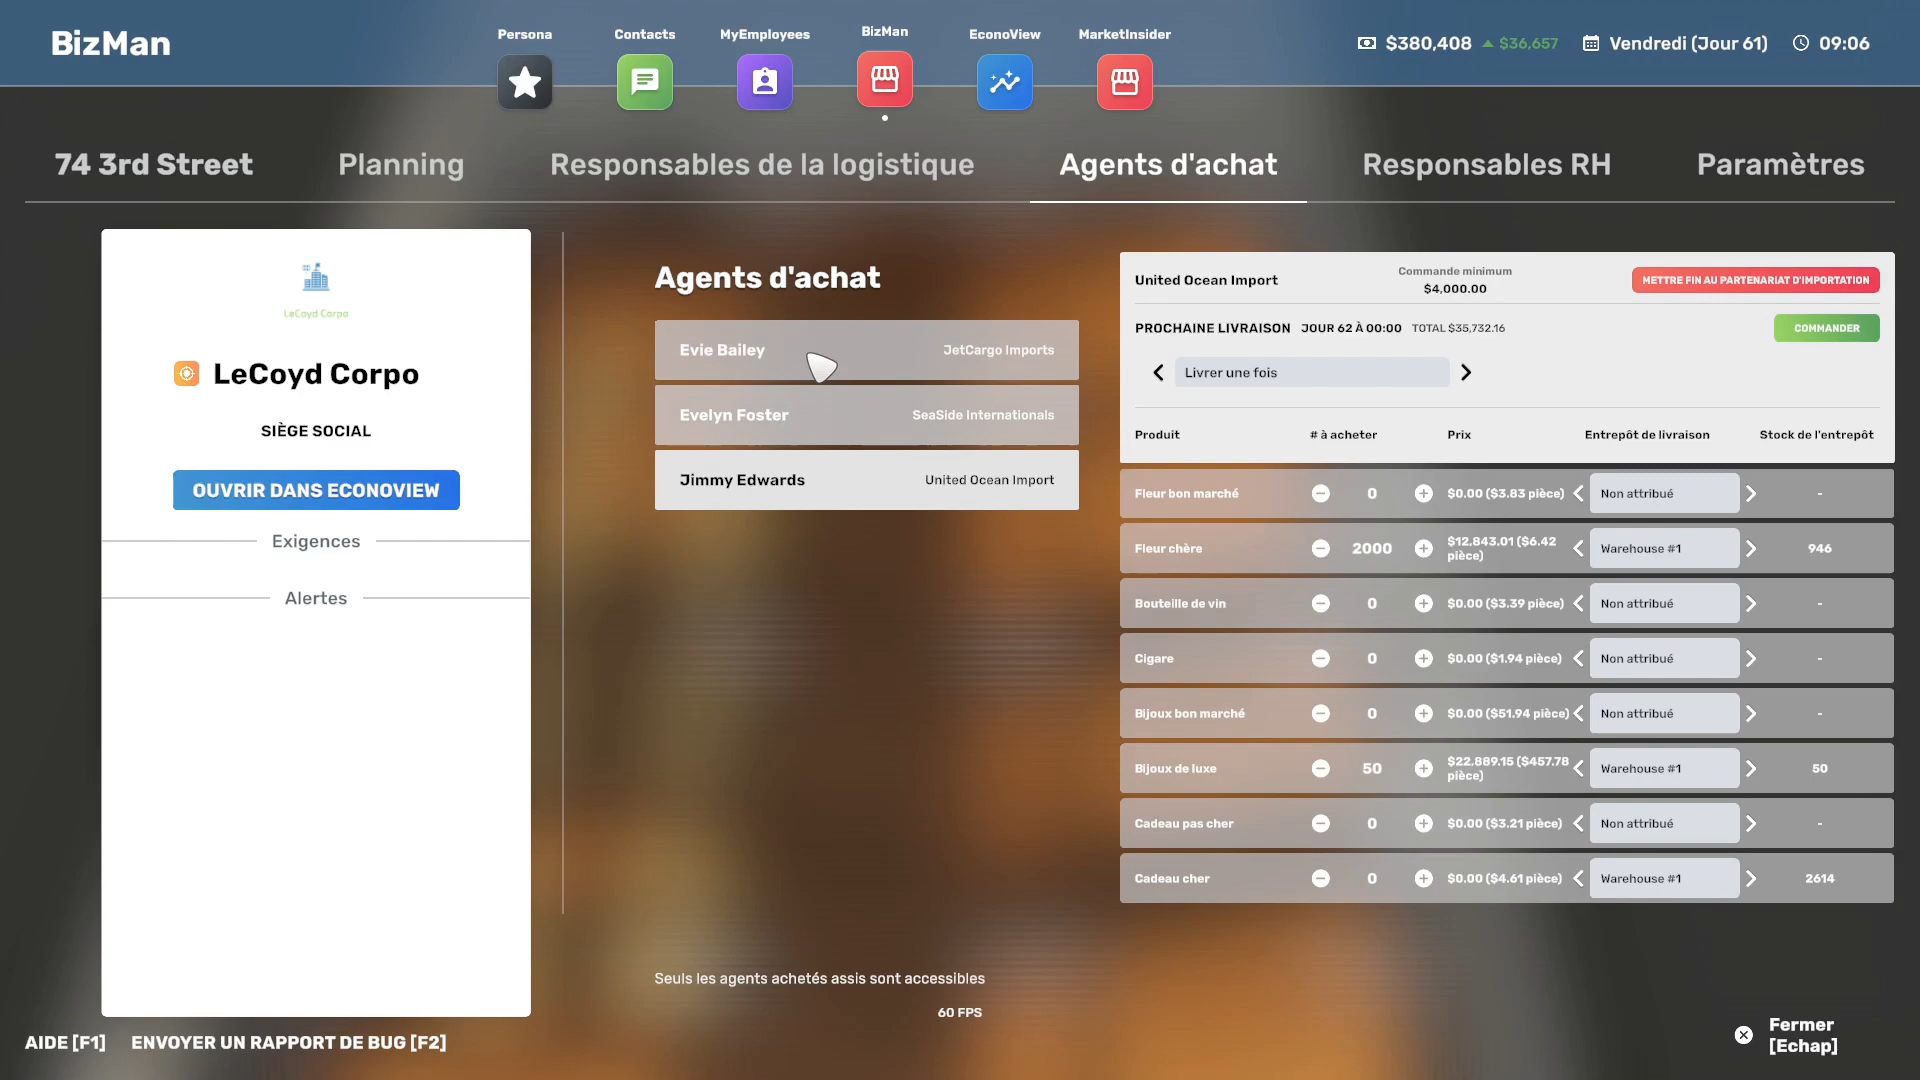 BizMan
Persona
Contacts
MyEmployees
BizMan
EconoView
MarketInsider
$380,408
$36,657
Vendredi (Jour 61)
09:06
74 3rd Street
Planning
Responsables de la logistique
Agents d'achat
Responsables RH
Paramètres
LeCoyd Corpo
LeCoyd Corpo
SIÈGE SOCIAL
OUVRIR DANS ECONOVIEW
Exigences
Alertes
Agents d'achat
Evie Bailey JetCargo Imports
Evelyn Foster SeaSide Internationals
Jimmy Edwards United Ocean Import
Seuls les agents achetés assis sont accessibles
60 FPS
United Ocean Import
Commande minimum
$4,000.00
METTRE FIN AU PARTENARIAT D'IMPORTATION
PROCHAINE LIVRAISON JOUR 62 À 00:00 TOTAL $35,732.16
COMMANDER
Livrer une fois
Produit # à acheter Prix Entrepôt de livraison Stock de l'entrepôt
Fleur bon marché 0 $0.00 ($3.83 pièce) Non attribué -
Fleur chère 2000 $12,843.01 ($6.42 pièce) Warehouse #1 946
Bouteille de vin 0 $0.00 ($3.39 pièce) Non attribué -
Cigare 0 $0.00 ($1.94 pièce) Non attribué -
Bijoux bon marché 0 $0.00 ($51.94 pièce) Non attribué -
Bijoux de luxe 50 $22,889.15 ($457.78 pièce) Warehouse #1 50
Cadeau pas cher 0 $0.00 ($3.21 pièce) Non attribué -
Cadeau cher 0 $0.00 ($4.61 pièce) Warehouse #1 2614
AIDE [F1]
ENVOYER UN RAPPORT DE BUG [F2]
Fermer
[Echap]